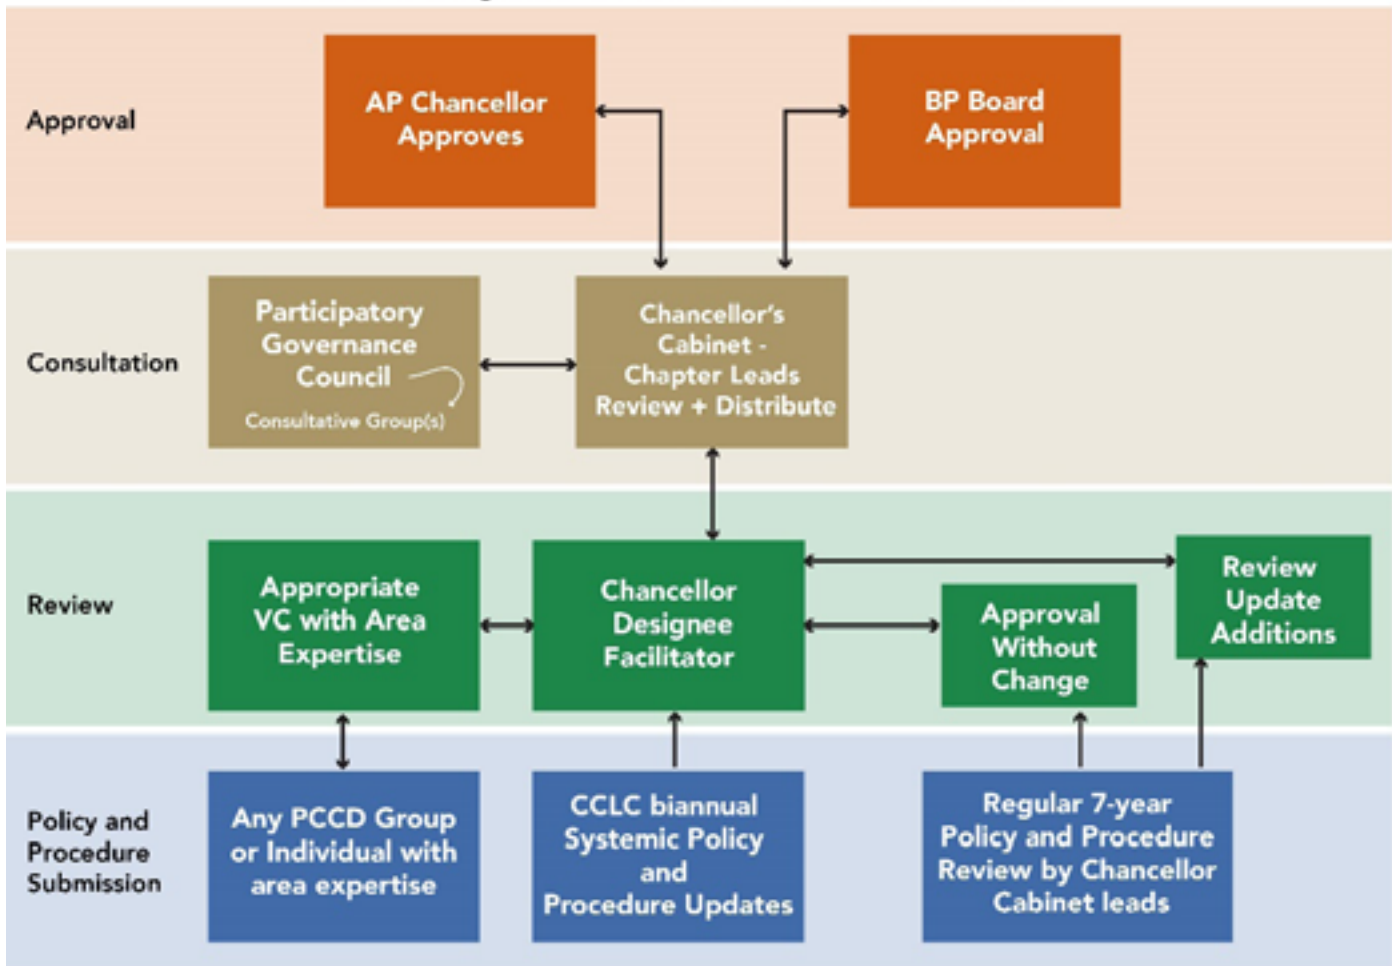 Approval
AP Chancellor
Approves
BP Board
Approval
Consultation
Participatory
Governance
Council
Consultative Group(s)
Chancellor's
Cabinet -
Chapter Leads
Review + Distribute
Review
Appropriate
VC with Area
Expertise
Chancellor
Designee
Facilitator
Approval
Without
Change
Review
Update
Additions
Policy and
Procedure
Submission
Any PCCD Group
or Individual with
area expertise
CCLC biannual
Systemic Policy
and
Procedure Updates
Regular 7-year
Policy and Procedure
Review by Chancellor
Cabinet leads